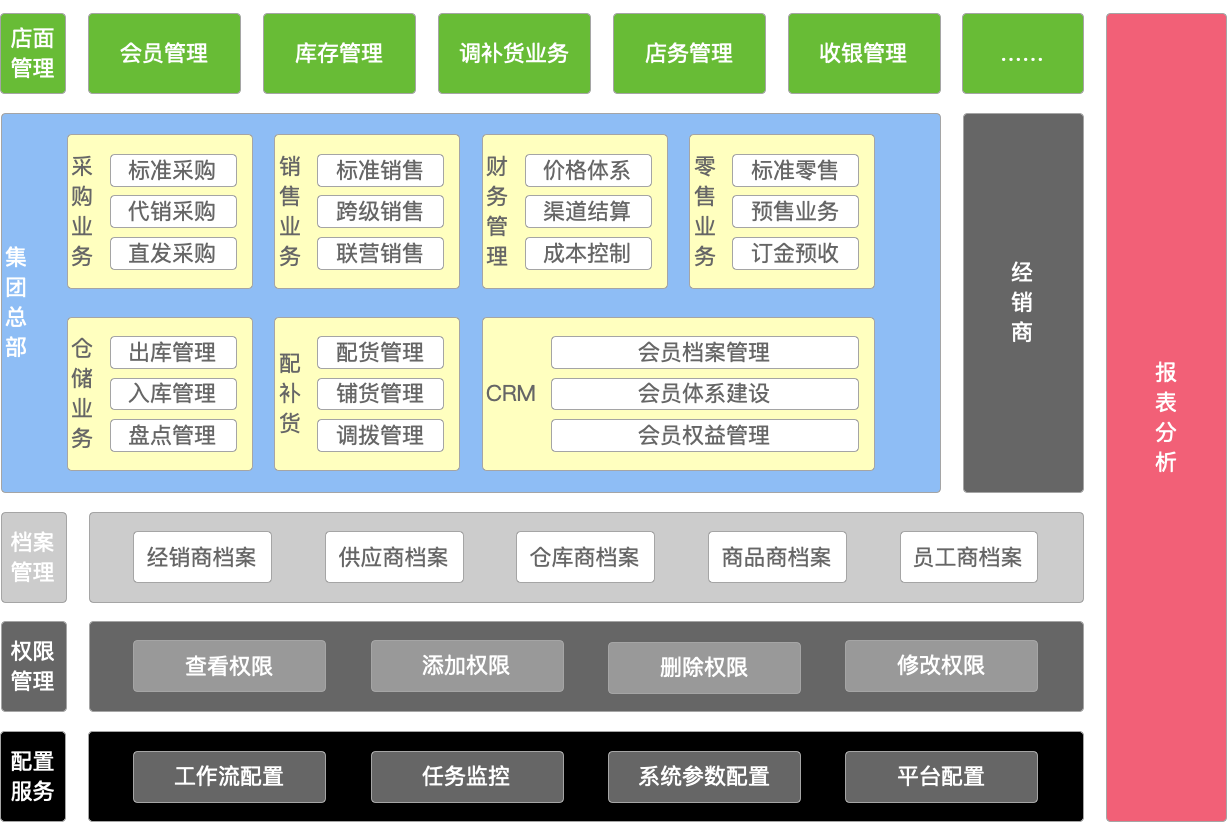 店面
管理
会员管理
库存管理
调补货业务
店务管理
收银管理
……
集团总部
采购业务
标准采购
代销采购
直发采购
销售业务
标准销售
跨级销售
联营销售
财务管理
价格体系
渠道结算
成本控制
零售业务
标准零售
预售业务
订金预收
仓储业务
出库管理
入库管理
盘点管理
配补货
配货管理
铺货管理
调拨管理
CRM
会员档案管理
会员体系建设
会员权益管理
经销商
报表分析
档案
管理
经销商档案
供应商档案
仓库商档案
商品商档案
员工商档案
权限
管理
查看权限
添加权限
删除权限
修改权限
配置
服务
工作流配置
任务监控
系统参数配置
平台配置